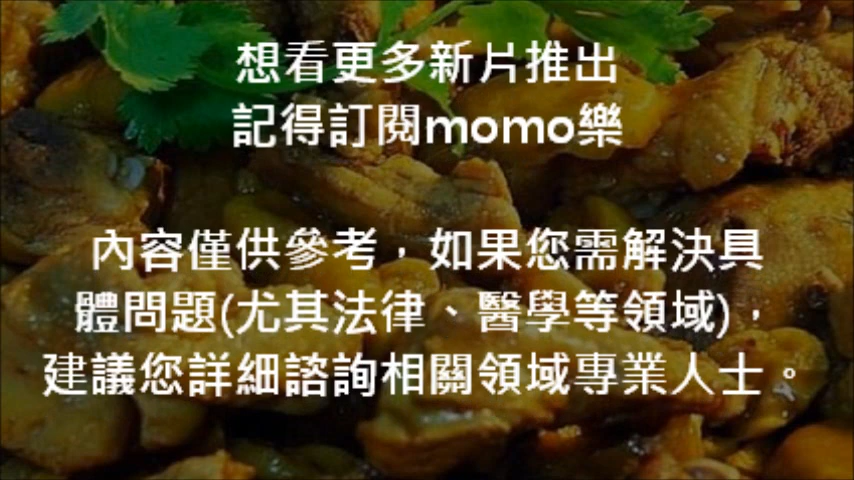 想看更多新片推出
記得訂閱momo樂
內容僅供參考，如果您需解決具
體問題(尤其法律、醫學等領域)，
建議您詳細諮詢相關領域專業人士。